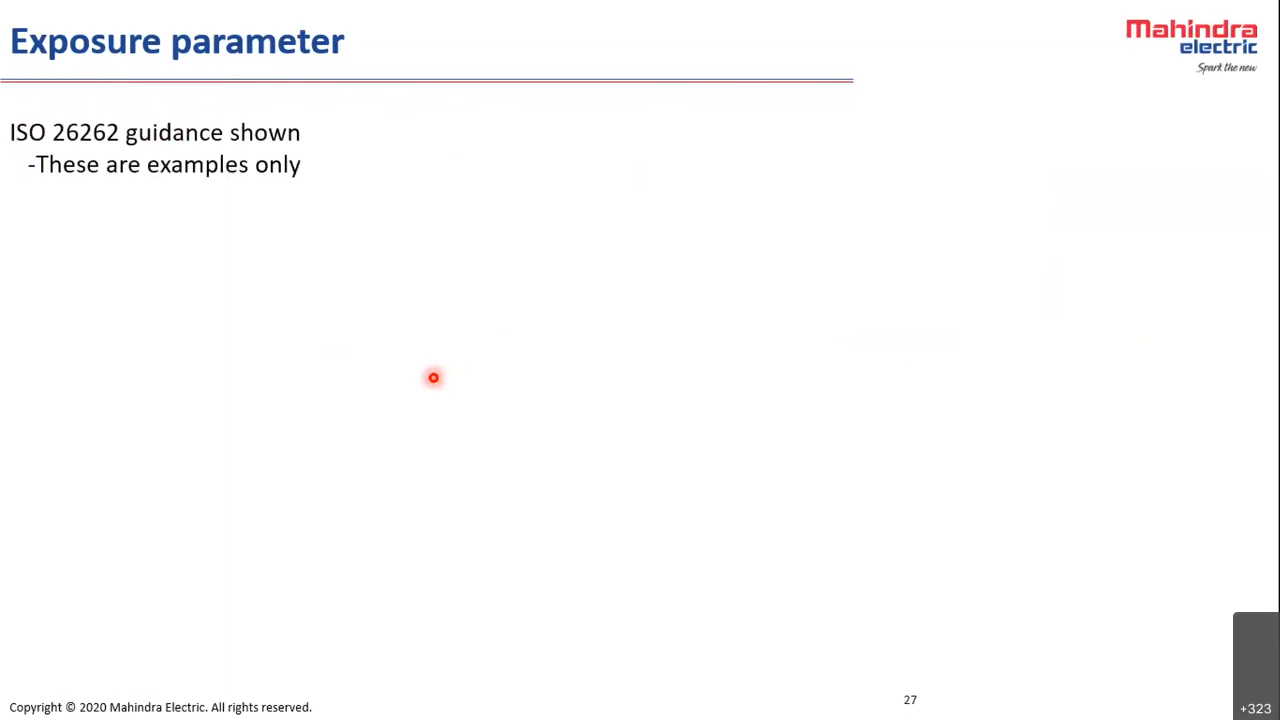 Exposure parameter
Mahindra
electric
Spark the new
ISO 26262 guidance shown
-These are examples only
Copyright © 2020 Mahindra Electric. All rights reserved.
27
+323